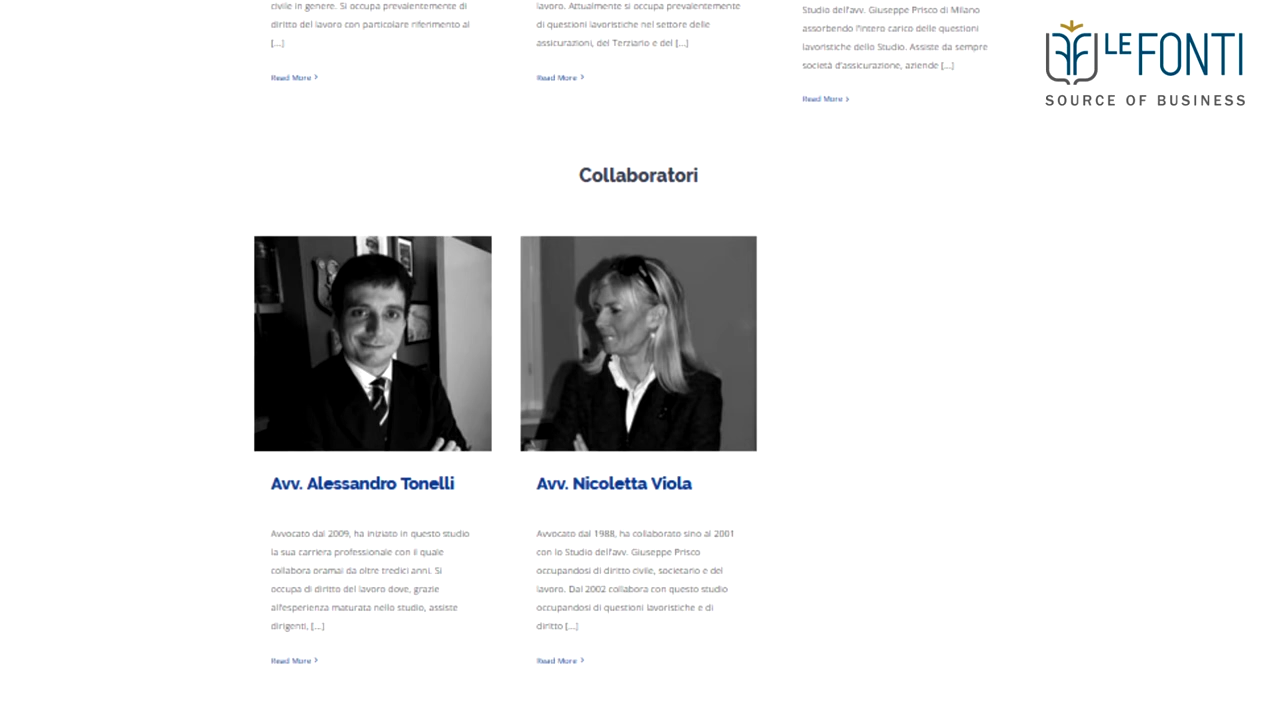 civile in genere. Si occupa prevalentemente di
diritto del lavoro con particolare riferimento al
[...]
Read More >
lavoro. Attualmente si occupa prevalentemente
di questioni lavoristiche nel settore delle
assicurazioni, del Terziario e del [...]
Read More >
Studio dell'avv. Giuseppe Prisco di Milano
assorbendo l'intero carico delle questioni
lavoristiche dello Studio. Assiste da sempre
società d'assicurazione, aziende [...]
Read More >
LE FONTI
SOURCE OF BUSINESS
Collaboratori
Avv. Alessandro Tonelli
Avvocato dal 2009, ha iniziato in questo studio
la sua carriera professionale con il quale
collabora oramai da oltre tredici anni. Si
occupa di diritto del lavoro dove, grazie
all'esperienza maturata nello studio, assiste
dirigenti, [...]
Read More >
Avv. Nicoletta Viola
Avvocato dal 1988, ha collaborato sino al 2001
con lo Studio dell'avv. Giuseppe Prisco
occupandosi di diritto civile, societario e del
lavoro. Dal 2002 collabora con questo studio
occupandosi di questioni lavoristiche e di
diritto [...]
Read More >